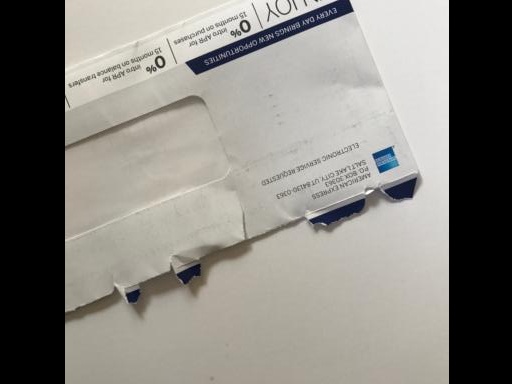 AMERICAN EXPRESS
P.O. BOX 30363
SALT LAKE CITY, UT 84130-0363
ELECTRONIC SERVICE REQUESTED
EVERY DAY BRINGS NEW OPPORTUNITIES
0%
intro APR for
15 months on purchases
0%
intro APR for
15 months on balance transfers